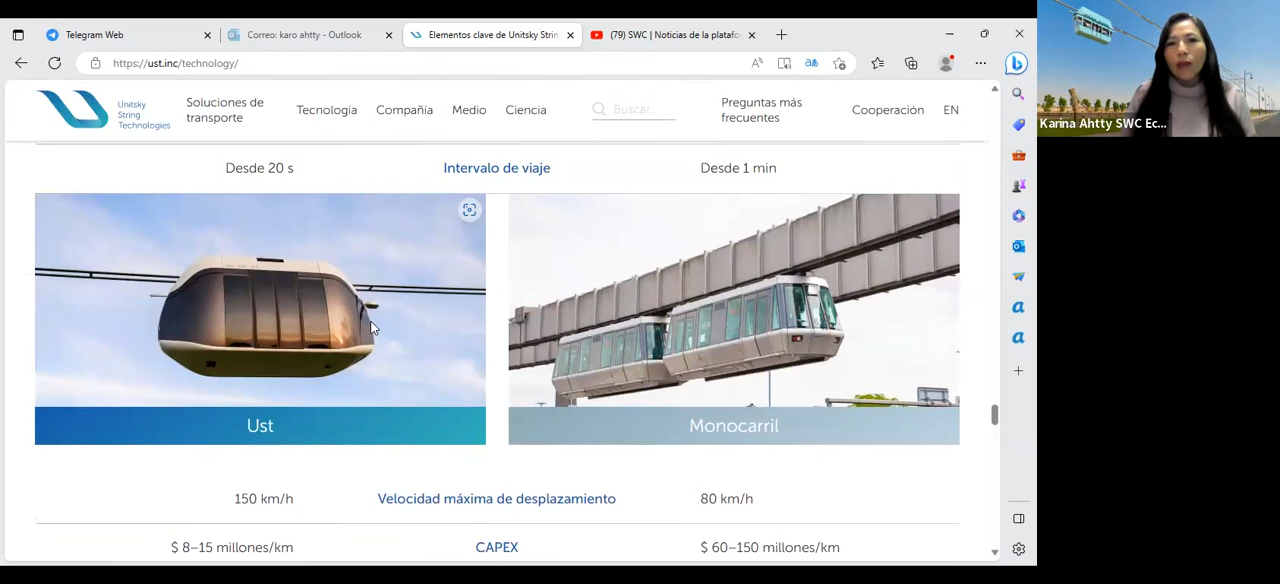 Telegram Web
Correo: karo ahtty - Outlook
Elementos clave de Unitsky Strin
(79) SWC | Noticias de la platafo
https://ust.inc/technology/
Unitsky
String
Technologies
Soluciones de
transporte
Tecnología
Compañía
Medio
Ciencia
Buscar...
Preguntas más
frecuentes
Cooperación
EN
Karina Ahtty SWC Ec...
Desde 20 s
Intervalo de viaje
Desde 1 min
Ust
Monocarril
150 km/h
Velocidad máxima de desplazamiento
80 km/h
$ 8–15 millones/km
CAPEX
$ 60–150 millones/km